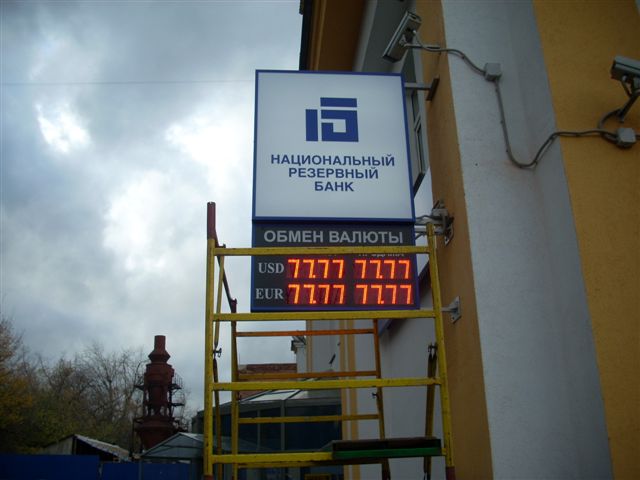 НАЦИОНАЛЬНЫЙ
РЕЗЕРВНЫЙ
БАНК
ОБМЕН ВАЛЮТЫ
USD 77.77 77.77
EUR 77.77 77.77